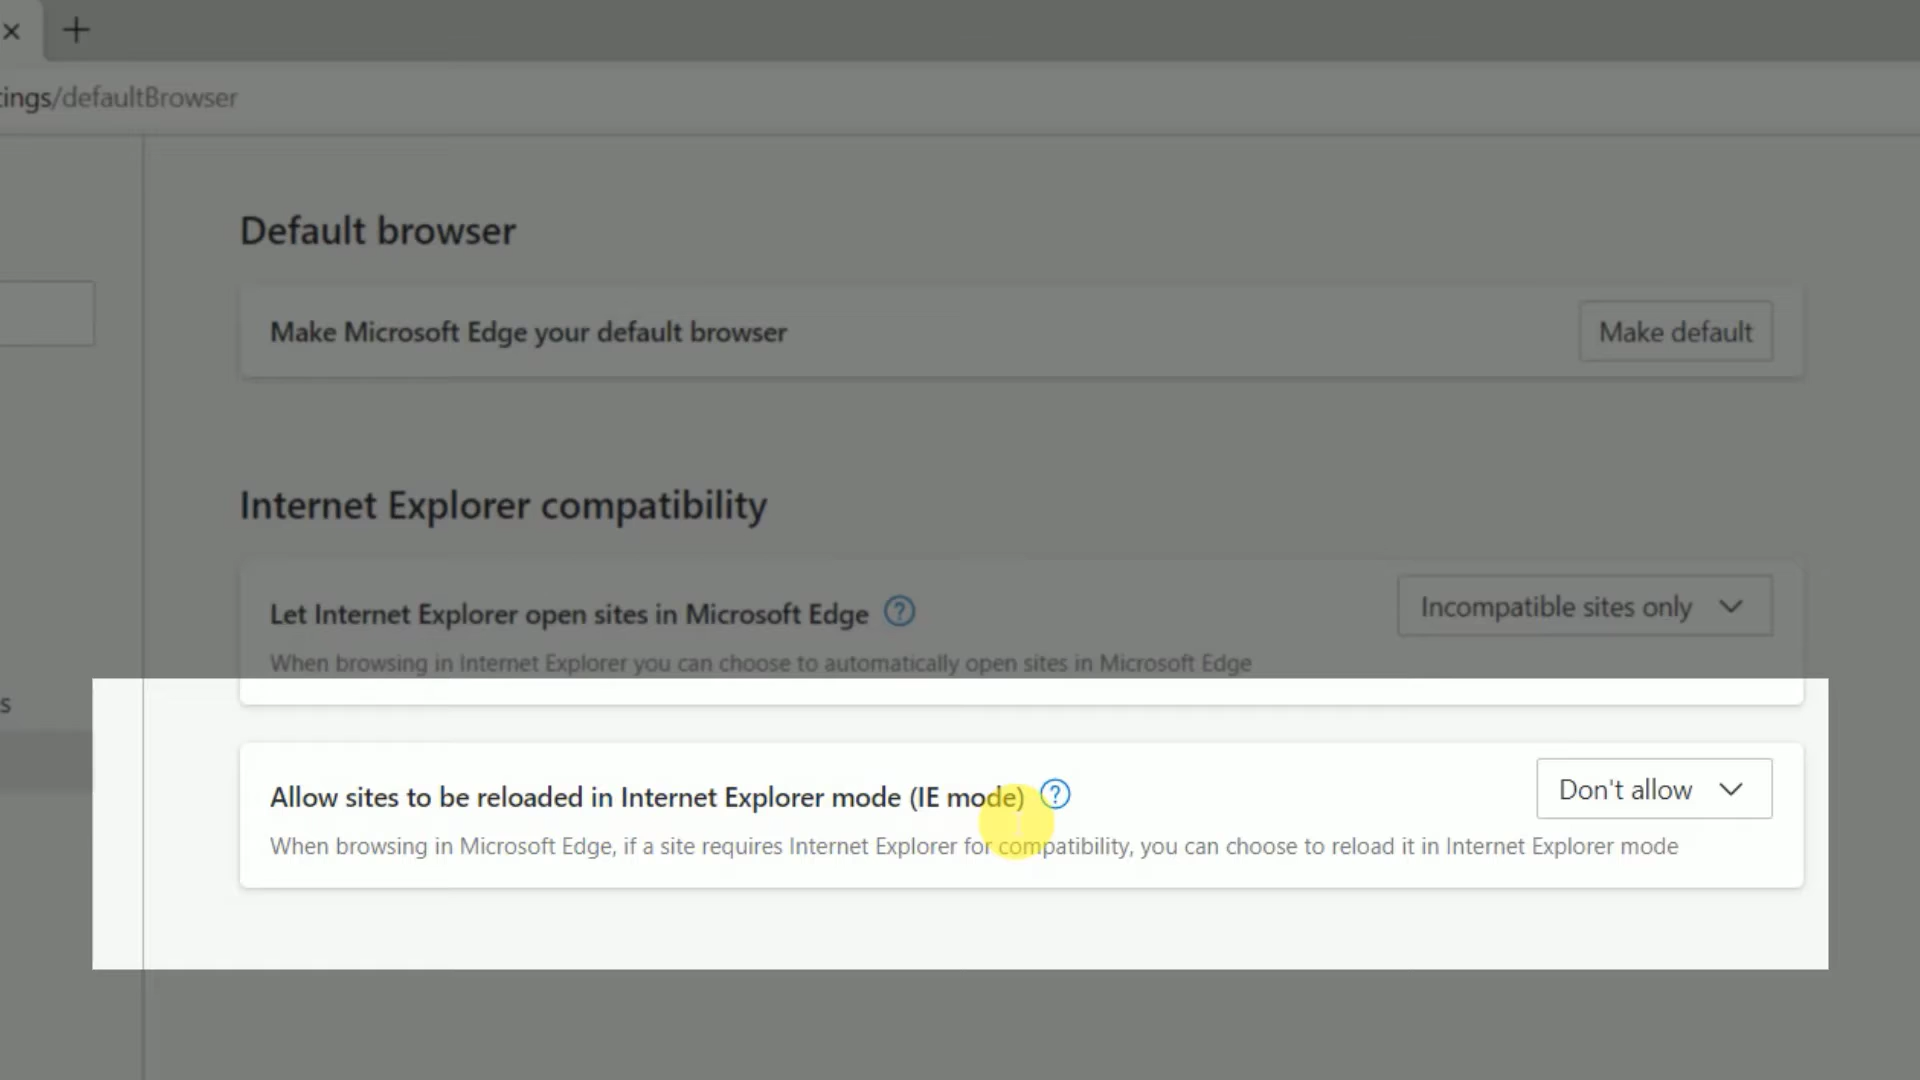 tings/defaultBrowser
Default browser
Make Microsoft Edge your default browser
Make default
Internet Explorer compatibility
Let Internet Explorer open sites in Microsoft Edge
Incompatible sites only
When browsing in Internet Explorer you can choose to automatically open sites in Microsoft Edge
s
Allow sites to be reloaded in Internet Explorer mode (IE mode)
Don't allow
When browsing in Microsoft Edge, if a site requires Internet Explorer for compatibility, you can choose to reload it in Internet Explorer mode